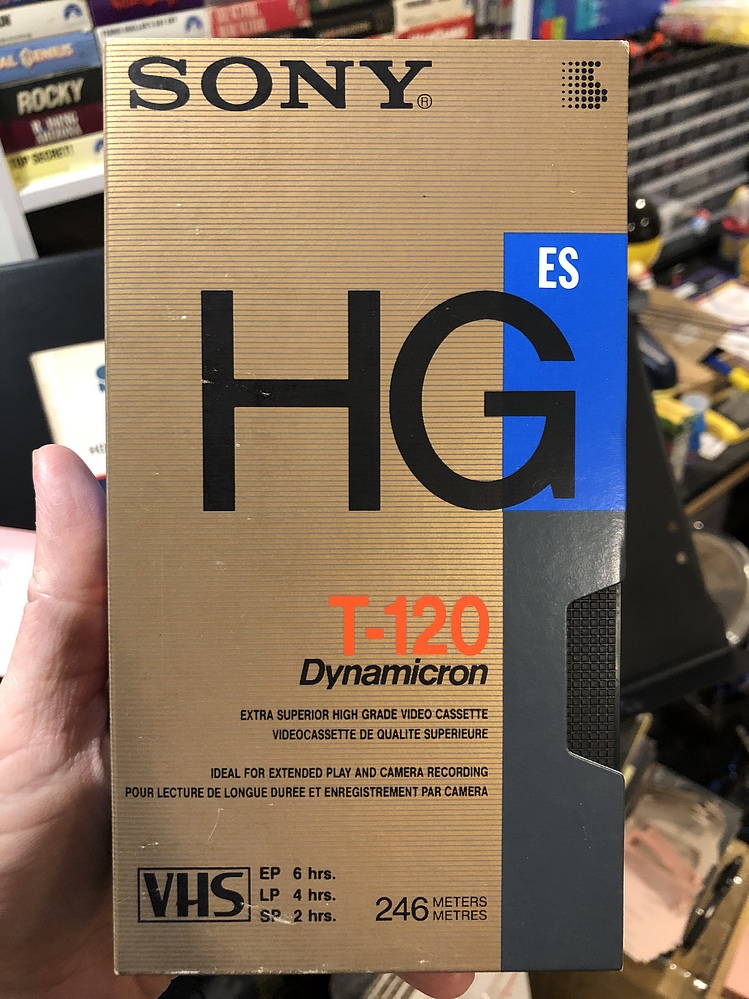 SONY®
ES
HG
T-120
Dynamicron
EXTRA SUPERIOR HIGH GRADE VIDEO CASSETTE
VIDEOCASSETTE DE QUALITE SUPERIEURE
IDEAL FOR EXTENDED PLAY AND CAMERA RECORDING
POUR LECTURE DE LONGUE DUREE ET ENREGISTREMENT PAR CAMERA
VHS
EP 6 hrs.
LP 4 hrs.
SP 2 hrs.
246 METERS
METRES
ROCKY
TOP SECRET!